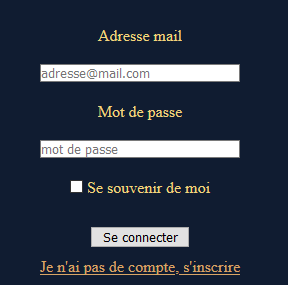 Adresse mail
adresse@mail.com
Mot de passe
mot de passe
Se souvenir de moi
Se connecter
Je n'ai pas de compte, s'inscrire